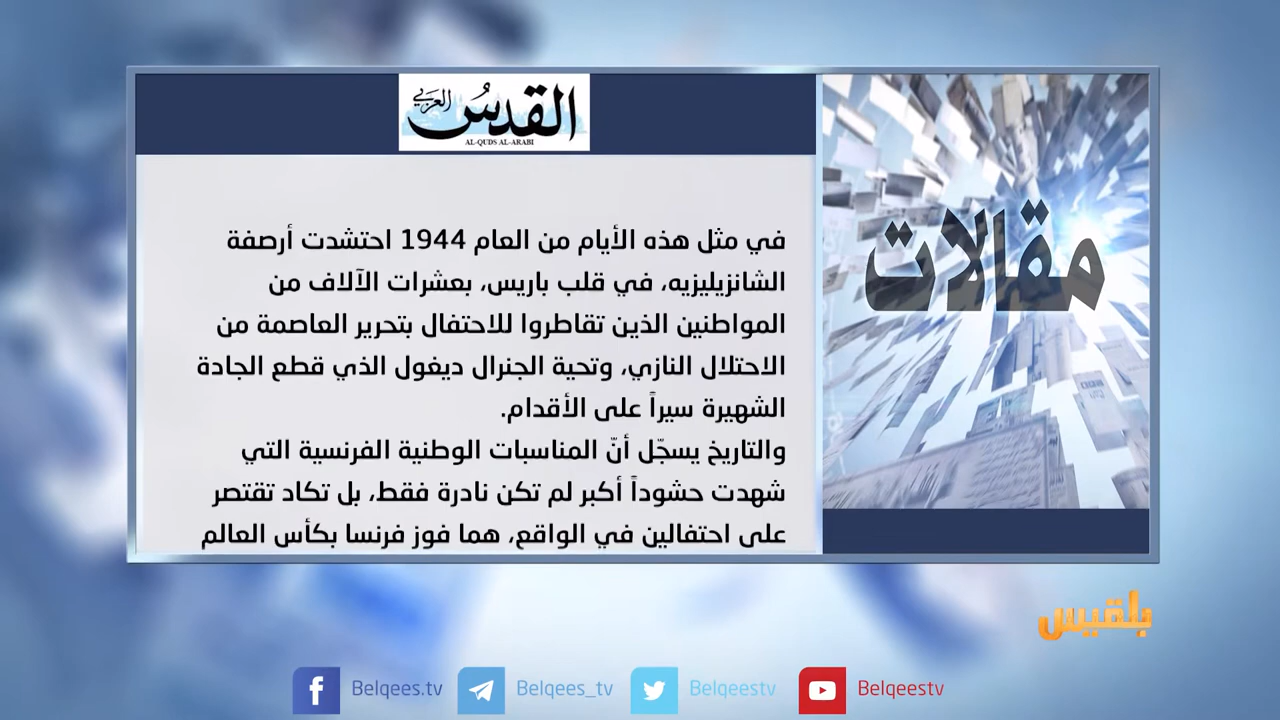 القدس العربي
AL-QUDS AL-ARABI
مقالات
في مثل هذه الأيام من العام 1944 احتشدت أرصفة
الشانزيليزيه، في قلب باريس، بعشرات الآلاف من
المواطنين الذين تقاطروا للاحتفال بتحرير العاصمة من
الاحتلال النازي، وتحية الجنرال ديغول الذي قطع الجادة
الشهيرة سيراً على الأقدام.
والتاريخ يسجّل أنّ المناسبات الوطنية الفرنسية التي
شهدت حشوداً أكبر لم تكن نادرة فقط، بل تكاد تقتصر
على احتفالين في الواقع، هما فوز فرنسا بكأس العالم
بلقيس
Belqees.tv
Belqees_tv
Belqeestv
Belqeestv